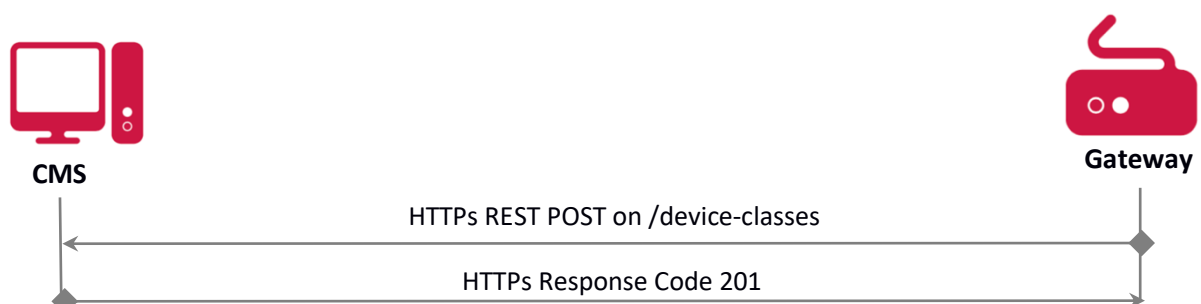 CMS
Gateway
HTTPs REST POST on /device-classes
HTTPs Response Code 201